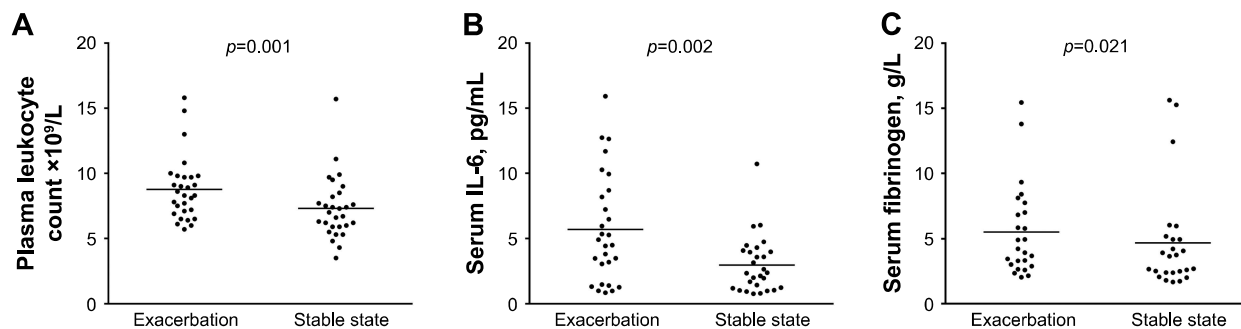 A
Plasma leukocyte
count ×10⁹/L
20
15
10
5
0
p=0.001
Exacerbation
Stable state
B
Serum IL-6, pg/mL
20
15
10
5
0
p=0.002
Exacerbation
Stable state
C
Serum fibrinogen, g/L
20
15
10
5
0
p=0.021
Exacerbation
Stable state